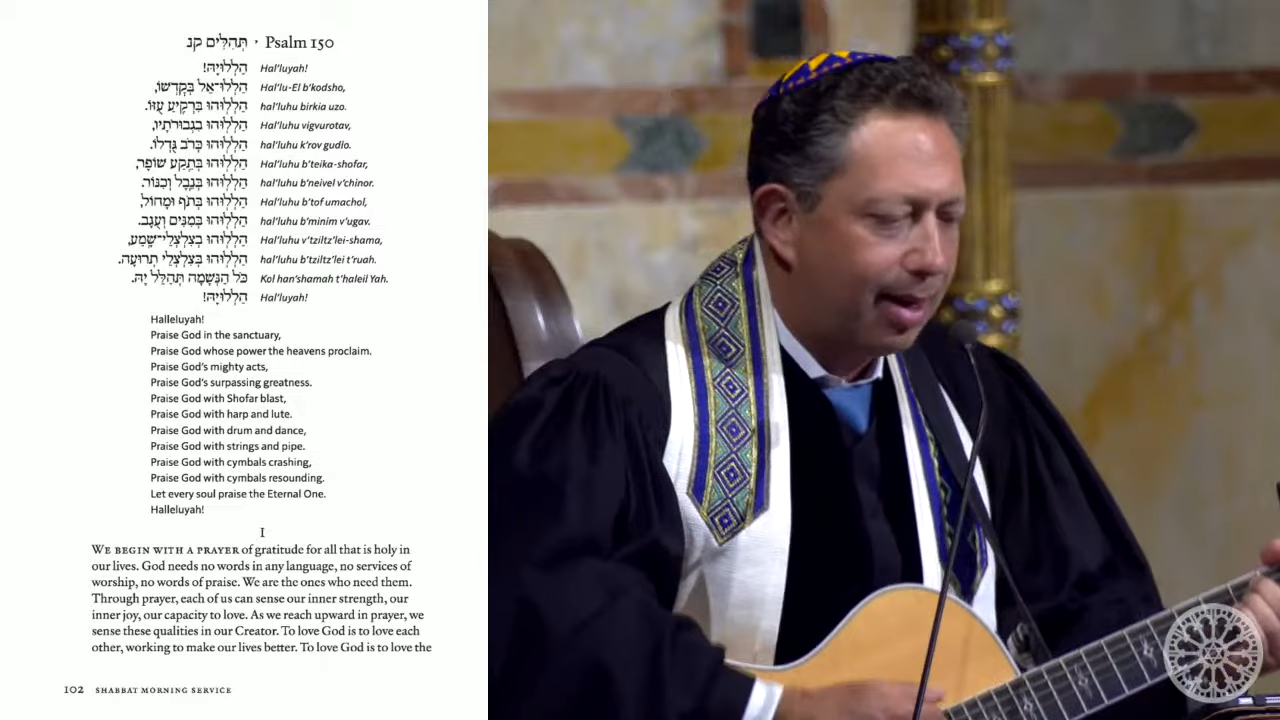 תְּהִלִּים קנ · Psalm 150
הַלְלוּיָהּ! Hal'luyah!
הַלְלוּ־אֵל בְּקָדְשׁוֹ, Hal'lu-El b'kodsho,
הַלְלוּהוּ בִּרְקִיעַ עֻזּוֹ. hal'luhu birkia uzo.
הַלְלוּהוּ בִגְבוּרֹתָיו, Hal'luhu vigvurotav,
הַלְלוּהוּ כְּרֹב גֻּדְלוֹ. hal'luhu k'rov gudlo.
הַלְלוּהוּ בְּתֵקַע שׁוֹפָר, Hal'luhu b'teika-shofar,
הַלְלוּהוּ בְּנֵבֶל וְכִנּוֹר. hal'luhu b'neivel v'chinor.
הַלְלוּהוּ בְּתֹף וּמָחוֹל, Hal'luhu b'tof umachol,
הַלְלוּהוּ בְּמִנִּים וְעֻגָב. hal'luhu b'minim v'ugav.
הַלְלוּהוּ בְצִלְצְלֵי־שָׁמַע, Hal'luhu v'tziltz'lei-shama,
הַלְלוּהוּ בְּצִלְצְלֵי תְרוּעָה. hal'luhu b'tziltz'lei t'ruah.
כֹּל הַנְּשָׁמָה תְּהַלֵּל יָהּ. Kol han'shamah t'haleil Yah.
הַלְלוּיָהּ! Hal'luyah!
Halleluyah!
Praise God in the sanctuary,
Praise God whose power the heavens proclaim.
Praise God's mighty acts,
Praise God's surpassing greatness.
Praise God with Shofar blast,
Praise God with harp and lute.
Praise God with drum and dance,
Praise God with strings and pipe.
Praise God with cymbals crashing,
Praise God with cymbals resounding.
Let every soul praise the Eternal One.
Halleluyah!
I
WE BEGIN WITH A PRAYER of gratitude for all that is holy in
our lives. God needs no words in any language, no services of
worship, no words of praise. We are the ones who need them.
Through prayer, each of us can sense our inner strength, our
inner joy, our capacity to love. As we reach upward in prayer, we
sense these qualities in our Creator. To love God is to love each
other, working to make our lives better. To love God is to love the
102 SHABBAT MORNING SERVICE